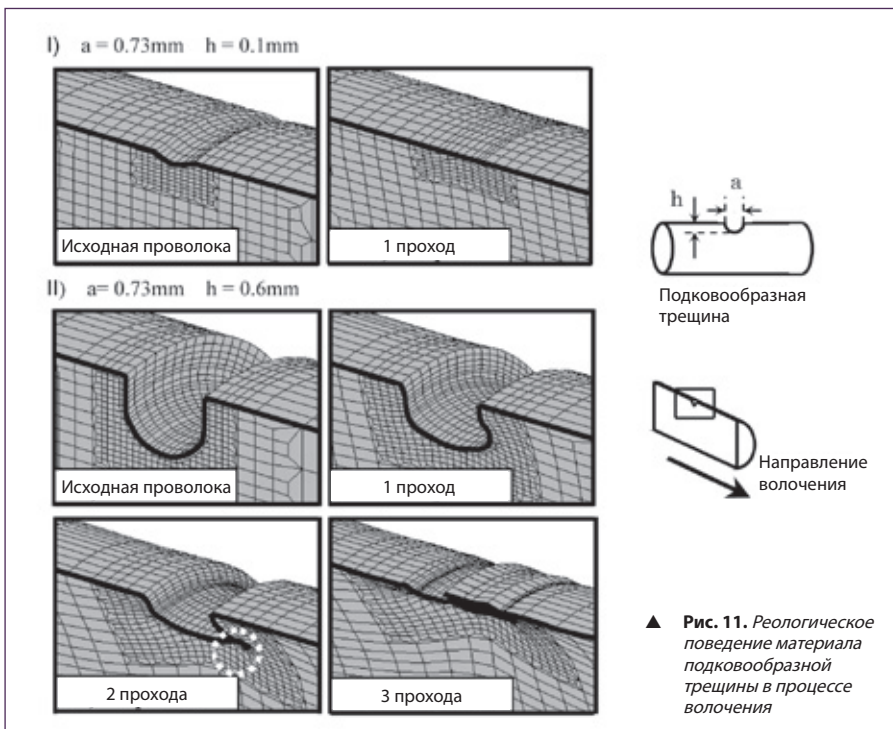 I) a = 0.73mm h = 0.1mm
Исходная проволока
1 проход
II) a= 0.73mm h = 0.6mm
Исходная проволока
1 проход
2 прохода
3 прохода
a
h
Подковообразная
трещина
Направление
волочения
▲ Рис. 11. Реологическое
поведение материала
подковообразной
трещины в процессе
волочения